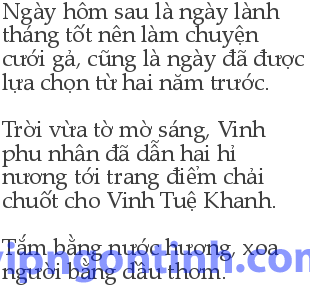 Ngày hôm sau là ngày lành
tháng tốt nên làm chuyện
cưới gả, cũng là ngày đã được
lựa chọn từ hai năm trước.
Trời vừa tờ mờ sáng, Vinh
phu nhân đã dẫn hai hỉ
nương tới trang điểm chải
chuốt cho Vinh Tuệ Khanh.
Tắm bằng nước hương, xoa
người bằng dầu thơm.
vipngontinh.com